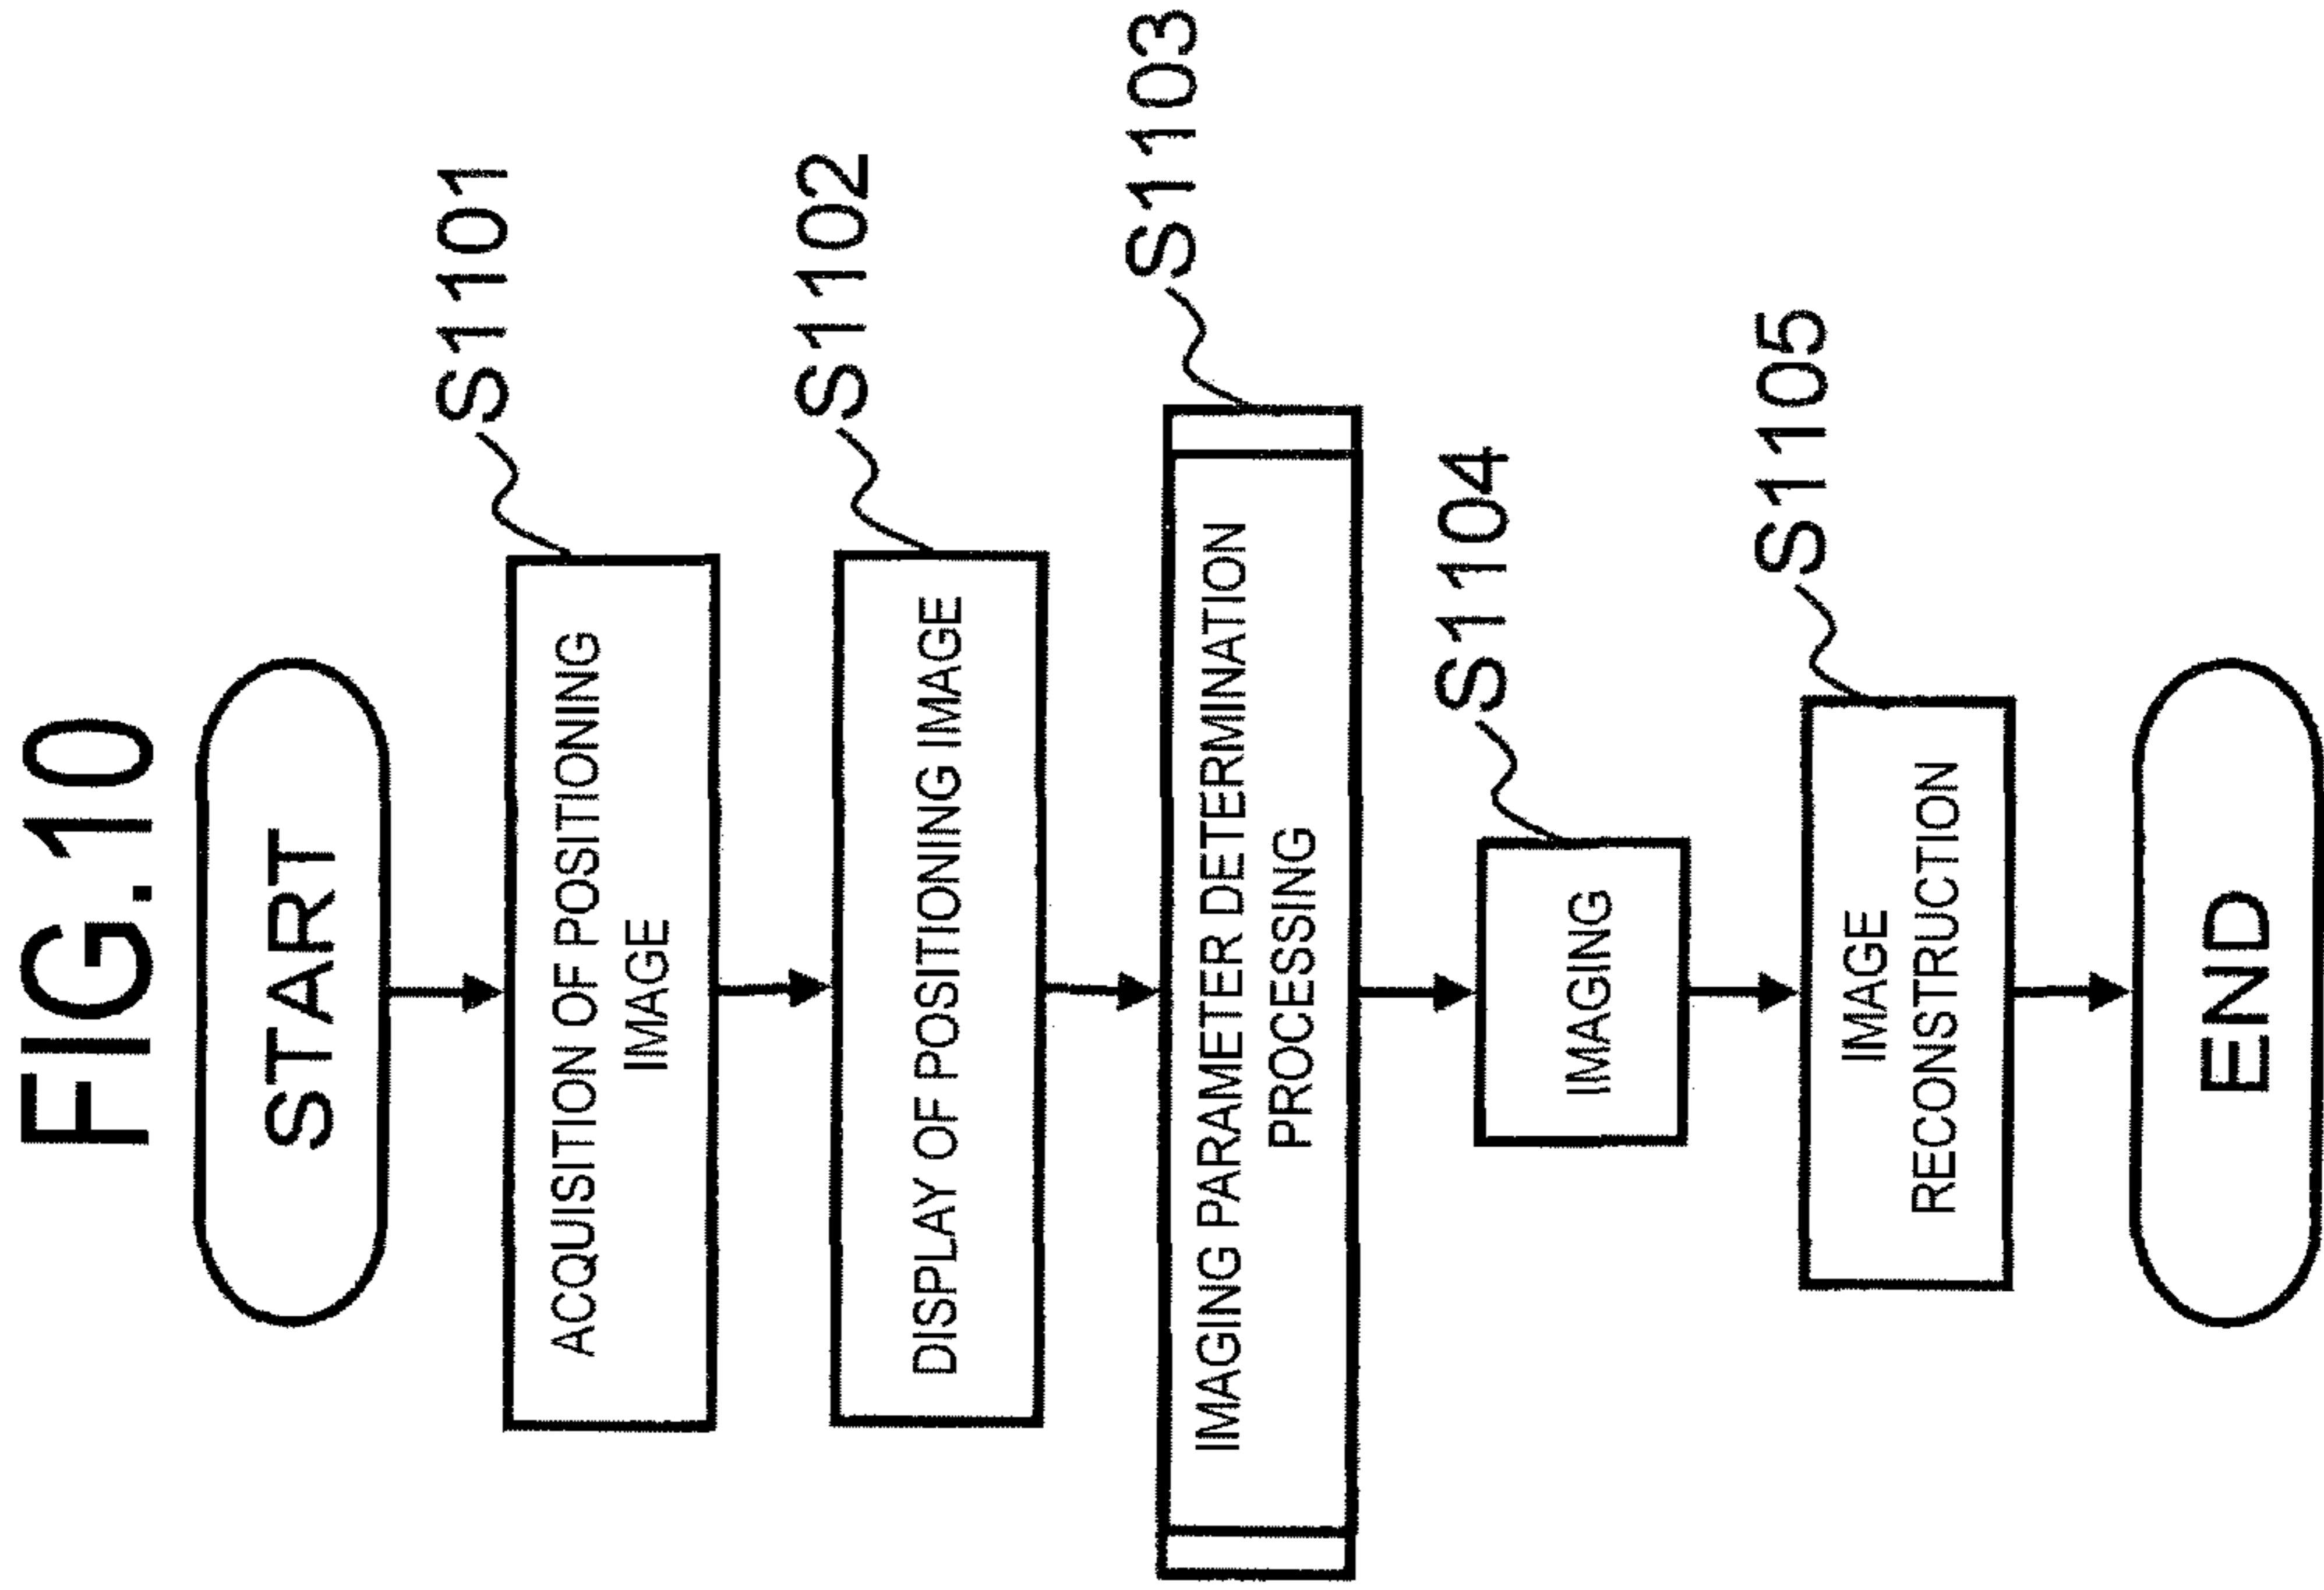 FIG.10
START
S1101
ACQUISITION OF POSITIONING
IMAGE
S1102
DISPLAY OF POSITIONING IMAGE
S1103
IMAGING PARAMETER DETERMINATION
PROCESSING
S1104
IMAGING
S1105
IMAGE
RECONSTRUCTION
END